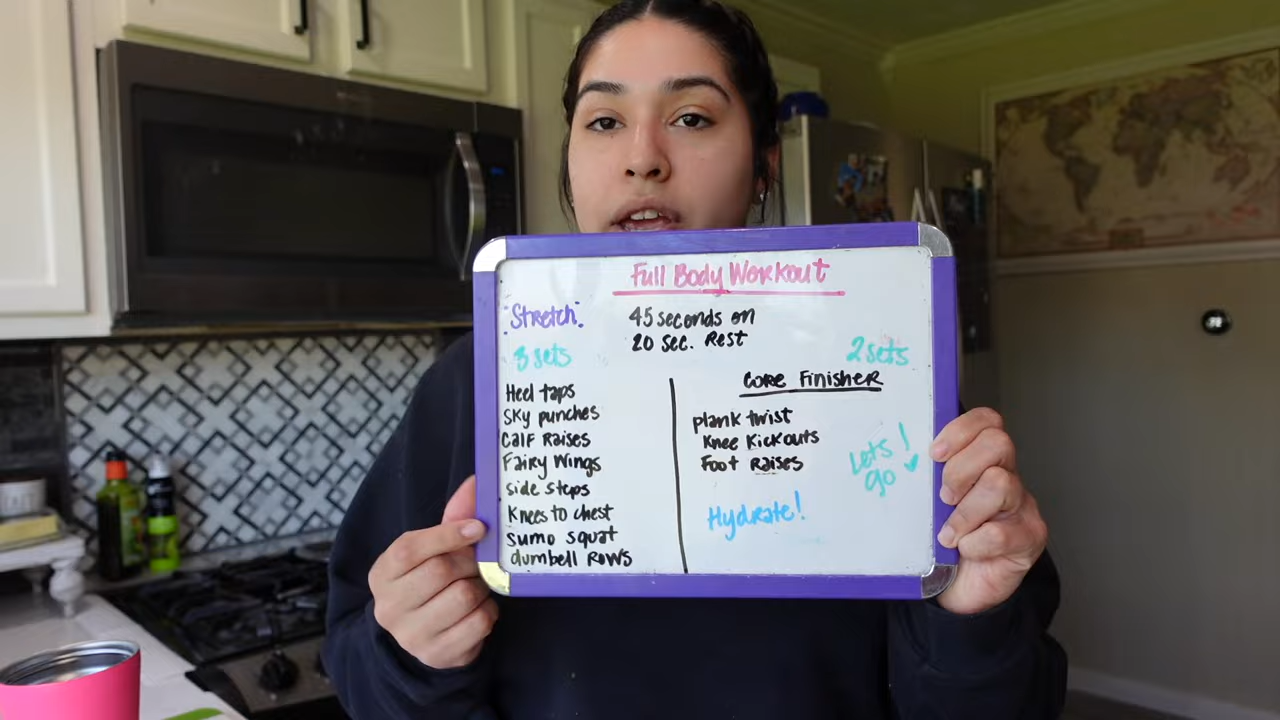 Full Body Workout
Stretch
45 seconds on
20 sec. Rest
3 sets
Heel taps
Sky punches
Calf Raises
Fairy Wings
side steps
Knees to chest
sumo squat
dumbell Rows
2 sets
Core Finisher
plank twist
Knee Kickouts
Foot Raises
Lets go!
Hydrate!